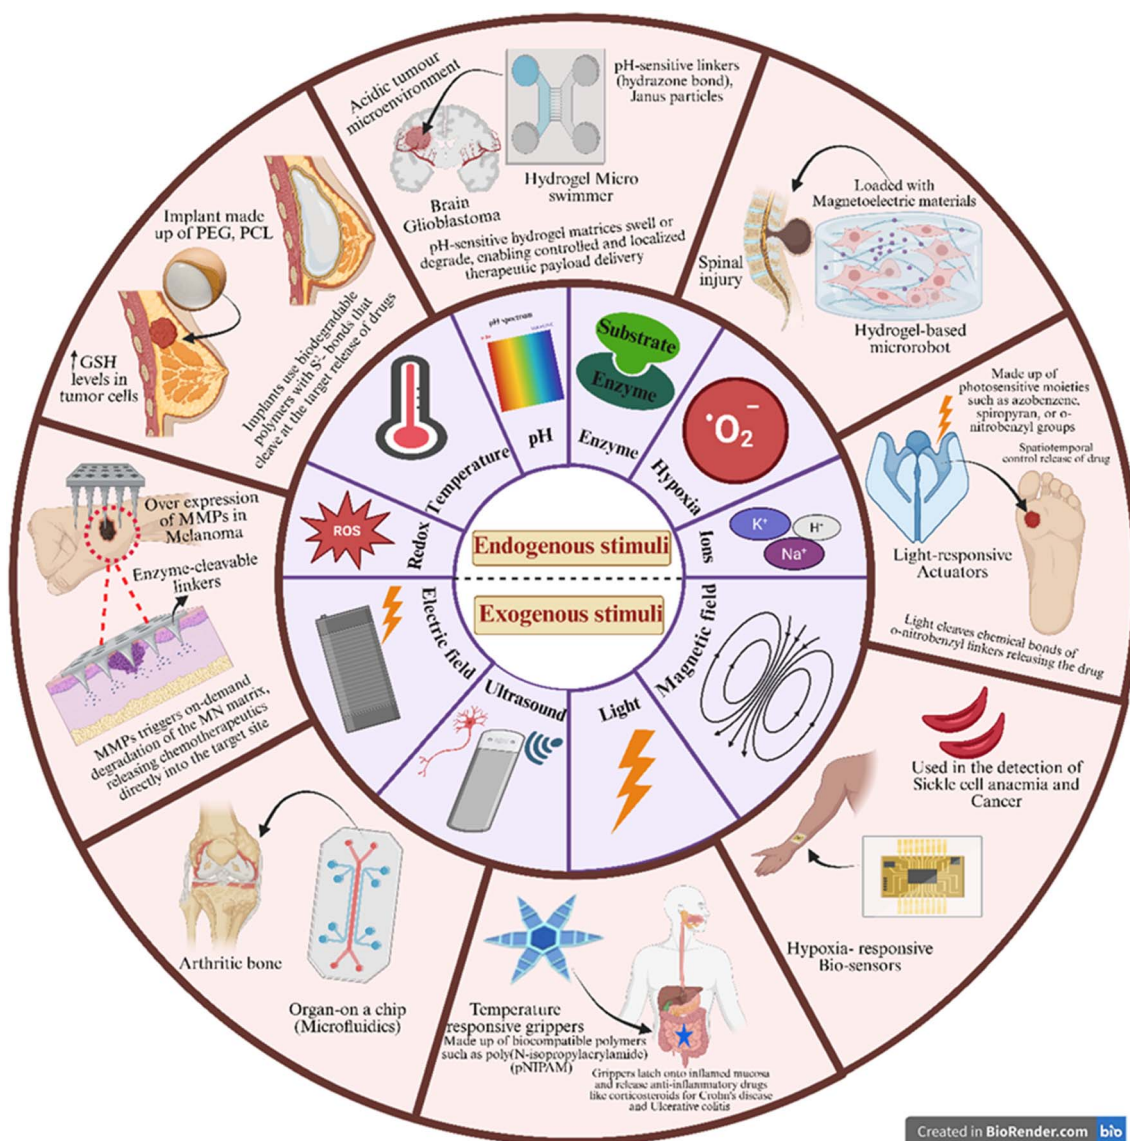 Acidic tumour
microenvironment
pH-sensitive linkers
(hydrazone bond),
Janus particles
Brain
Glioblastoma
Hydrogel Micro
swimmer
pH-sensitive hydrogel matrices swell or
degrade, enabling controlled and localized
therapeutic payload delivery
Loaded with
Magnetoelectric materials
Spinal
injury
Hydrogel-based
microrobot
Made up of
photosensitive moieties
such as azobenzene,
spiropyran, or o-
nitrobenzyl groups
Spatiotemporal
control release of drug
Light-responsive
Actuators
Light cleaves chemical bonds of
o-nitrobenzyl linkers releasing the drug
Used in the detection of
Sickle cell anaemia and
Cancer
Hypoxia- responsive
Bio-sensors
Temperature
responsive grippers
Made up of biocompatible polymers
such as poly(N-isopropylacrylamide)
(pNIPAM)
Grippers latch onto inflamed mucosa
and release anti-inflammatory drugs
like corticosteroids for Crohn's disease
and Ulcerative colitis
Arthritic bone
Organ-on a chip
(Microfluidics)
Over expression
of MMPs in
Melanoma
Enzyme-cleavable
linkers
MMPs triggers on-demand
degradation of the MN matrix,
releasing chemotherapeutics
directly into the target site
Implant made
up of PEG, PCL
↑GSH
levels in
tumor cells
Implants use biodegradable
polymers with S²- bonds that
cleave at the target release of drugs
Redox
ROS
Temperature
pH
pH spectrum
Enzyme
Substrate
Enzyme
Hypoxia
·O₂⁻
Ions
K⁺
H⁺
Na⁺
Endogenous stimuli
Exogenous stimuli
Electric field
Ultrasound
Light
Magnetic field
Created in BioRender.com bio